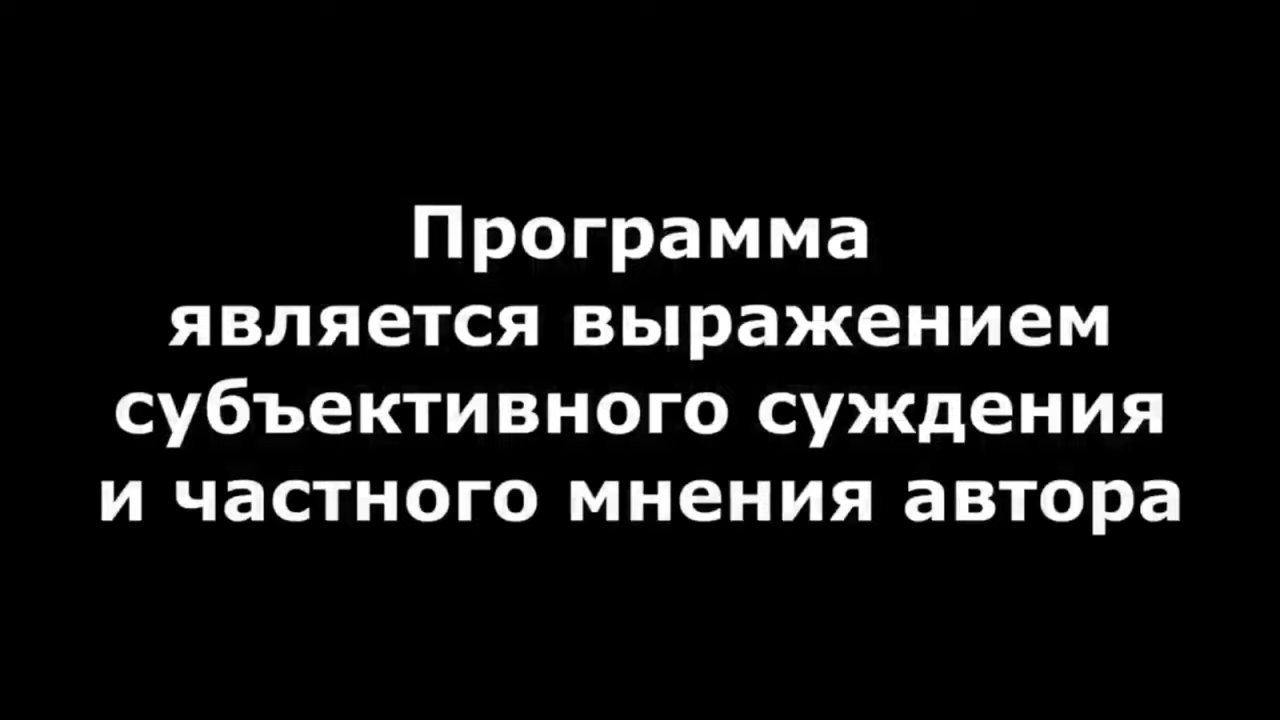 Программа
является выражением
субъективного суждения
и частного мнения автора